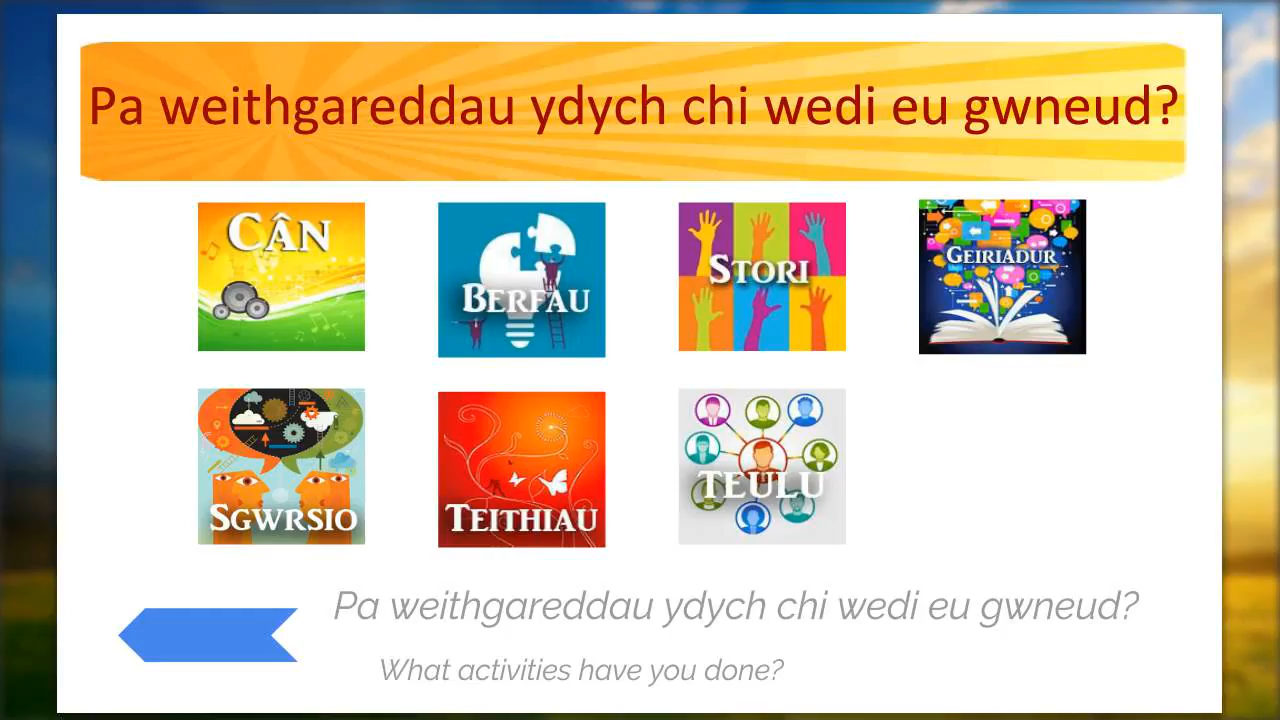 Pa weithgareddau ydych chi wedi eu gwneud?
CÂN
BERFAU
STORI
GEIRIADUR
SGWRSIO
TEITHIAU
TEULU
Pa weithgareddau ydych chi wedi eu gwneud?
What activities have you done?